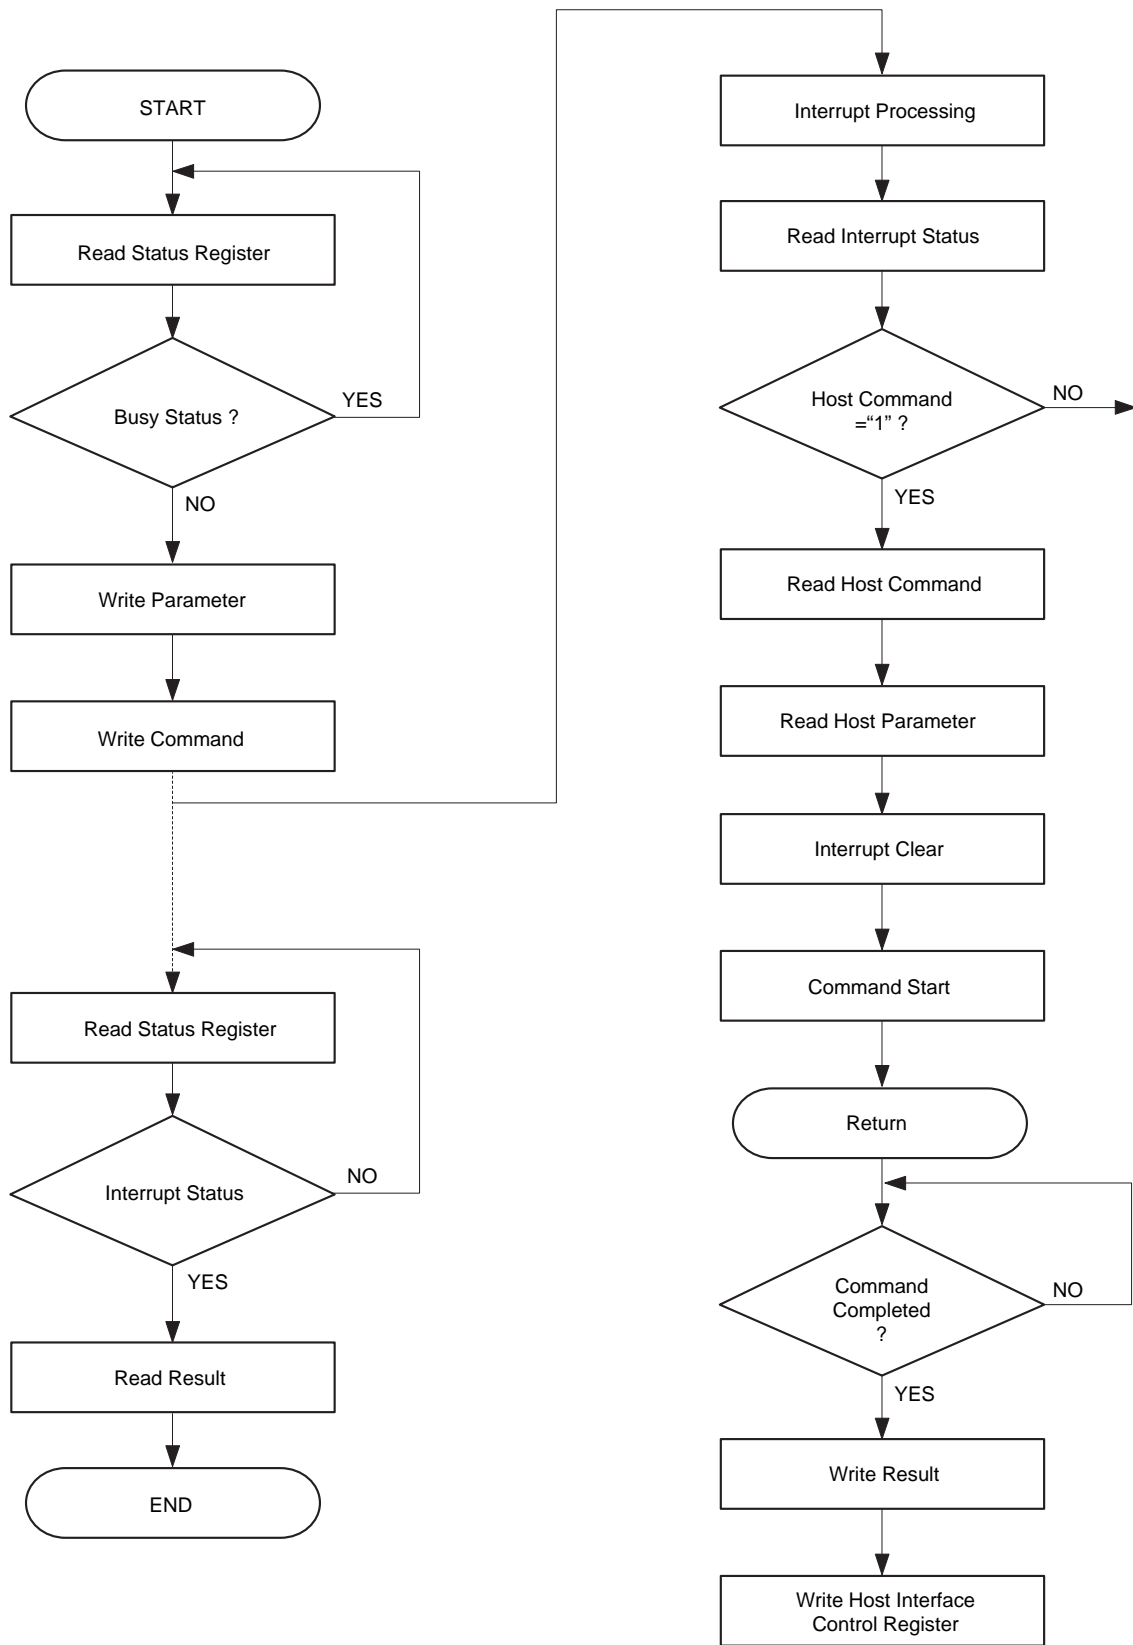 START
Read Status Register
Busy Status ?
YES
NO
Write Parameter
Write Command
Read Status Register
Interrupt Status
NO
YES
Read Result
END
Interrupt Processing
Read Interrupt Status
Host Command
=“1” ?
NO
YES
Read Host Command
Read Host Parameter
Interrupt Clear
Command Start
Return
Command
Completed
?
NO
YES
Write Result
Write Host Interface
Control Register